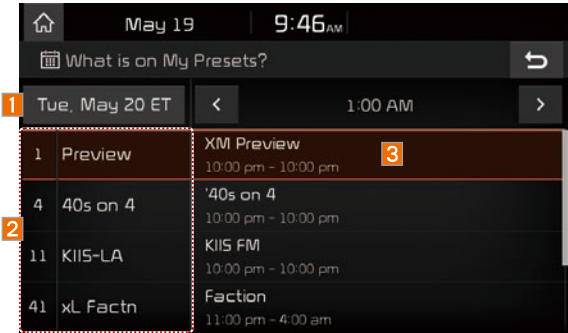 May 19 9:46 AM
What is on My Presets?
1 Tue, May 20 ET 1:00 AM
2
3
1 Preview XM Preview
10:00 pm - 10:00 pm
4 40s on 4 '40s on 4
10:00 pm - 10:00 pm
11 KIIS-LA KIIS FM
10:00 pm - 10:00 pm
41 xL Factn Faction
11:00 pm - 4:00 am